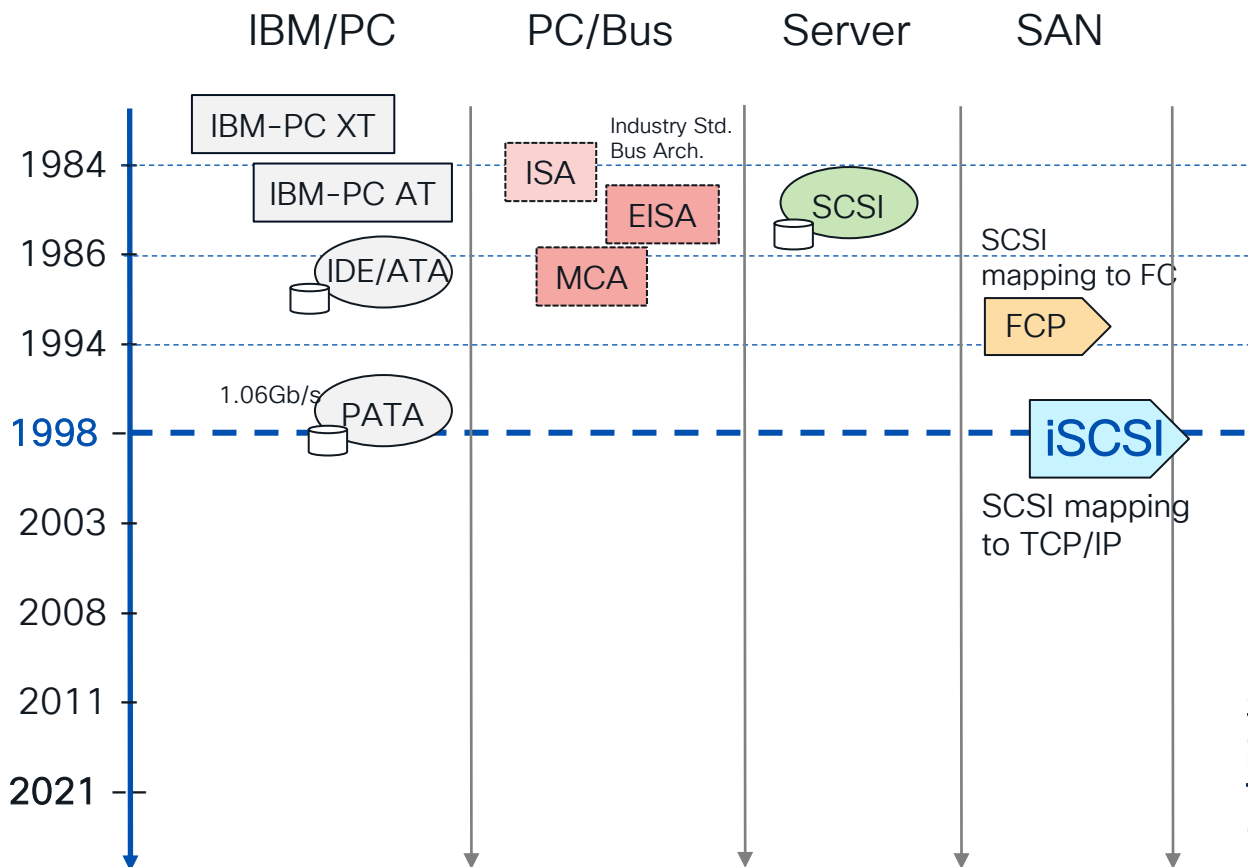 IBM/PC PC/Bus Server SAN
IBM-PC XT
Industry Std.
Bus Arch.
1984
ISA
IBM-PC AT
EISA
SCSI
1986
SCSI
mapping to FC
IDE/ATA
MCA
FCP
1994
1.06Gb/s
PATA
1998
iSCSI
SCSI mapping
to TCP/IP
2003
2008
2011
2021